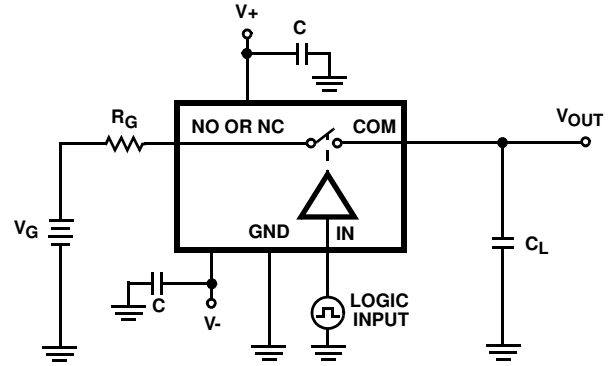 V+
C
RG
NO OR NC
COM
VOUT
VG
GND
IN
CL
C
V-
LOGIC
INPUT